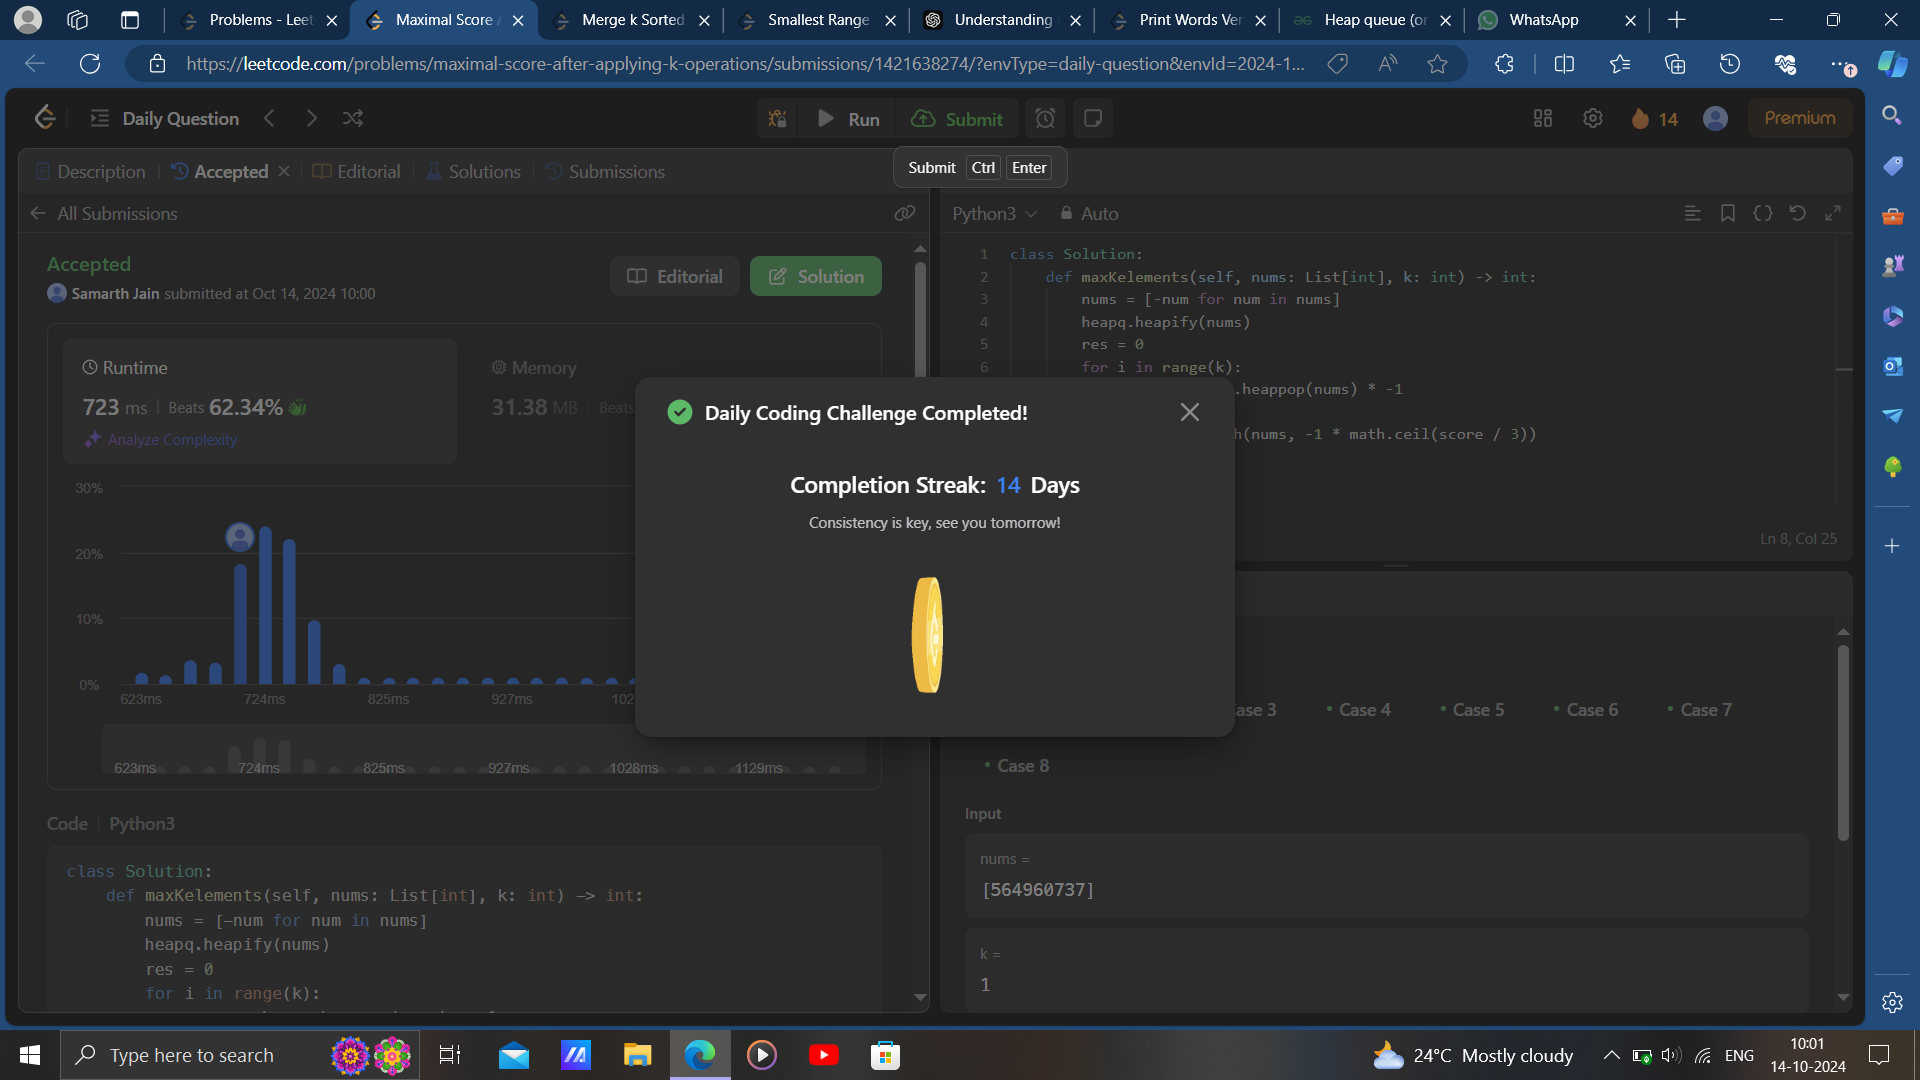 Problems - Leet
Maximal Score
Merge k Sorted
Smallest Range
Understanding
Print Words Ver
Heap queue (or
WhatsApp
https://leetcode.com/problems/maximal-score-after-applying-k-operations/submissions/1421638274/?envType=daily-question&envId=2024-1...
Daily Question
Run
Submit
14
Premium
Submit Ctrl Enter
Description
Accepted
Editorial
Solutions
Submissions
All Submissions
Accepted
Samarth Jain submitted at Oct 14, 2024 10:00
Editorial
Solution
Runtime
723 ms
Beats 62.34%
Analyze Complexity
Memory
31.38 MB
Beats
30%
20%
10%
0%
623ms
724ms
825ms
927ms
102
623ms
724ms
825ms
927ms
1028ms
1129ms
Code
Python3
class Solution:
def maxKelements(self, nums: List[int], k: int) -> int:
nums = [-num for num in nums]
heapq.heapify(nums)
res = 0
for i in range(k):
Python3
Auto
1 class Solution:
2 def maxKelements(self, nums: List[int], k: int) -> int:
3 nums = [-num for num in nums]
4 heapq.heapify(nums)
5 res = 0
6 for i in range(k):
.heappop(nums) * -1
h(nums, -1 * math.ceil(score / 3))
Ln 8, Col 25
Daily Coding Challenge Completed!
Completion Streak: 14 Days
Consistency is key, see you tomorrow!
ase 3
Case 4
Case 5
Case 6
Case 7
Case 8
Input
nums =
[564960737]
k =
1
Type here to search
24°C Mostly cloudy
ENG
10:01
14-10-2024